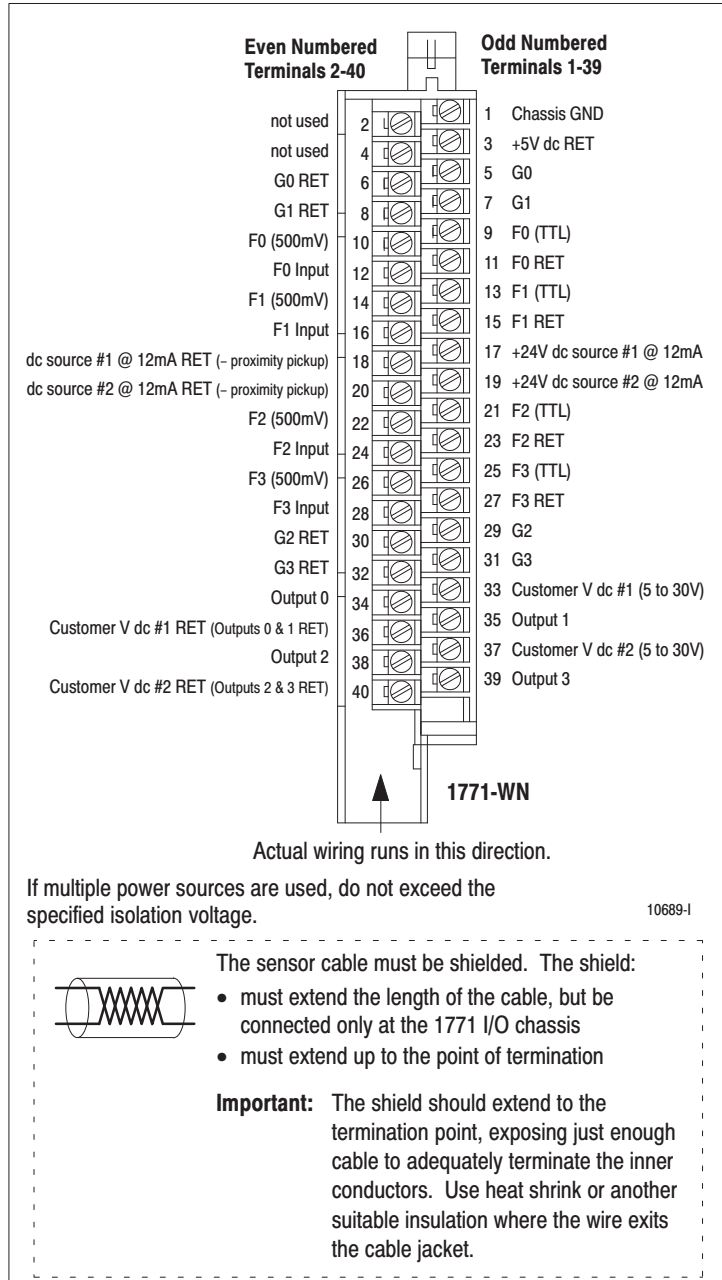 Even Numbered
Terminals 2-40
Odd Numbered
Terminals 1-39
not used 2
not used 4
G0 RET 6
G1 RET 8
F0 (500mV) 10
F0 Input 12
F1 (500mV) 14
F1 Input 16
dc source #1 @ 12mA RET (– proximity pickup) 18
dc source #2 @ 12mA RET (– proximity pickup) 20
F2 (500mV) 22
F2 Input 24
F3 (500mV) 26
F3 Input 28
G2 RET 30
G3 RET 32
Output 0 34
Customer V dc #1 RET (Outputs 0 & 1 RET) 36
Output 2 38
Customer V dc #2 RET (Outputs 2 & 3 RET) 40
1 Chassis GND
3 +5V dc RET
5 G0
7 G1
9 F0 (TTL)
11 F0 RET
13 F1 (TTL)
15 F1 RET
17 +24V dc source #1 @ 12mA
19 +24V dc source #2 @ 12mA
21 F2 (TTL)
23 F2 RET
25 F3 (TTL)
27 F3 RET
29 G2
31 G3
33 Customer V dc #1 (5 to 30V)
35 Output 1
37 Customer V dc #2 (5 to 30V)
39 Output 3
1771-WN
Actual wiring runs in this direction.
If multiple power sources are used, do not exceed the
specified isolation voltage.
10689-I
The sensor cable must be shielded. The shield:
• must extend the length of the cable, but be
connected only at the 1771 I/O chassis
• must extend up to the point of termination
Important: The shield should extend to the
termination point, exposing just enough
cable to adequately terminate the inner
conductors. Use heat shrink or another
suitable insulation where the wire exits
the cable jacket.